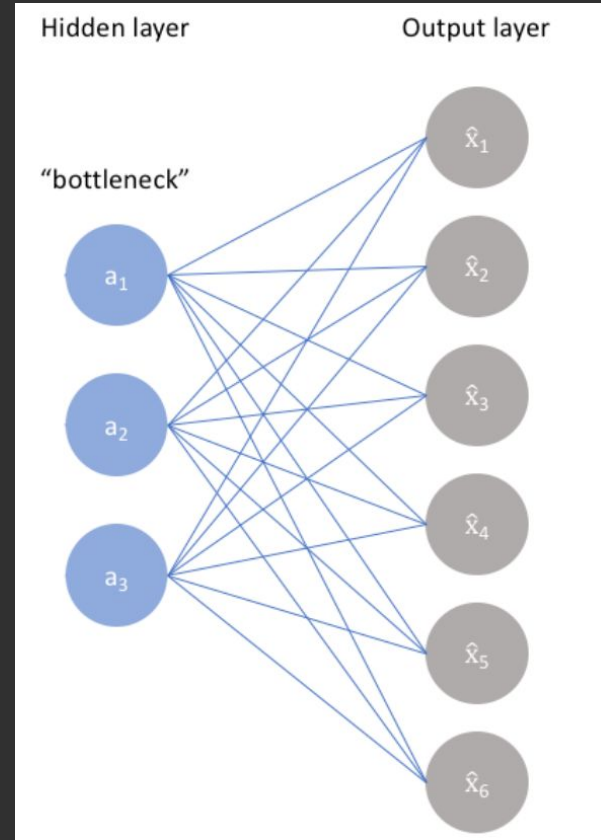 Hidden layer
Output layer
“bottleneck”
a₁
a₂
a₃
x̂₁
x̂₂
x̂₃
x̂₄
x̂₅
x̂₆